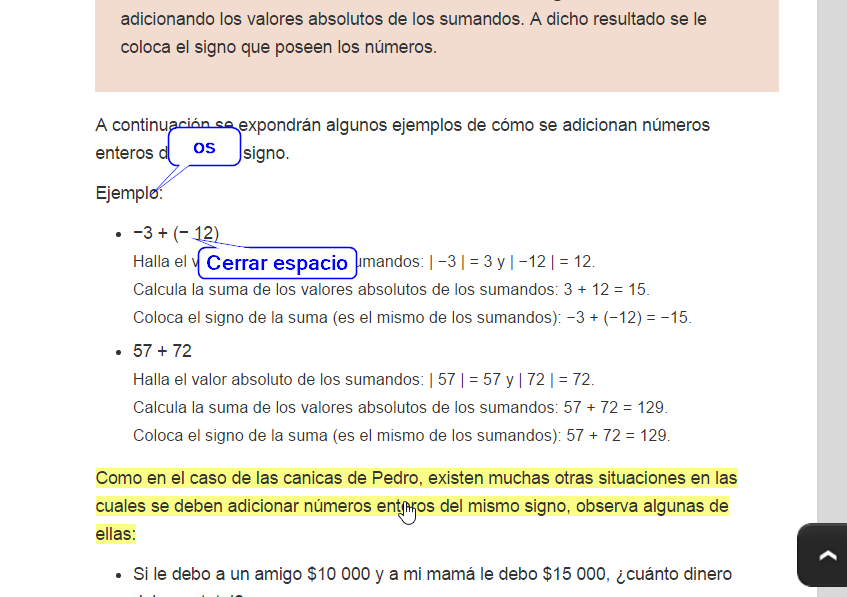 adicionando los valores absolutos de los sumandos. A dicho resultado se le
coloca el signo que poseen los números.
A continuación se expondrán algunos ejemplos de cómo se adicionan números
enteros d
os
signo.
Ejemplo:
• −3 + (− 12)
Halla el v
Cerrar espacio
umandos: | −3 | = 3 y | −12 | = 12.
Calcula la suma de los valores absolutos de los sumandos: 3 + 12 = 15.
Coloca el signo de la suma (es el mismo de los sumandos): −3 + (−12) = −15.
• 57 + 72
Halla el valor absoluto de los sumandos: | 57 | = 57 y | 72 | = 72.
Calcula la suma de los valores absolutos de los sumandos: 57 + 72 = 129.
Coloca el signo de la suma (es el mismo de los sumandos): 57 + 72 = 129.
Como en el caso de las canicas de Pedro, existen muchas otras situaciones en las
cuales se deben adicionar números enteros del mismo signo, observa algunas de
ellas:
• Si le debo a un amigo $10 000 y a mi mamá le debo $15 000, ¿cuánto dinero